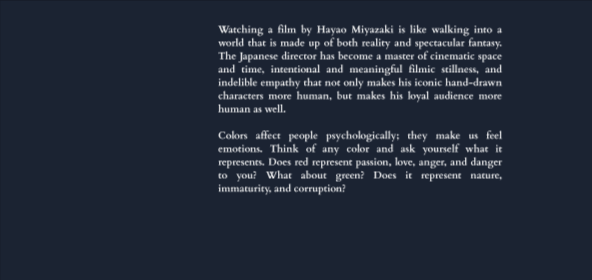 Watching a film by Hayao Miyazaki is like walking into a
world that is made up of both reality and spectacular fantasy.
The Japanese director has become a master of cinematic space
and time, intentional and meaningful filmic stillness, and
indelible empathy that not only makes his iconic hand-drawn
characters more human, but makes his loyal audience more
human as well.
Colors affect people psychologically; they make us feel
emotions. Think of any color and ask yourself what it
represents. Does red represent passion, love, anger, and danger
to you? What about green? Does it represent nature,
immaturity, and corruption?